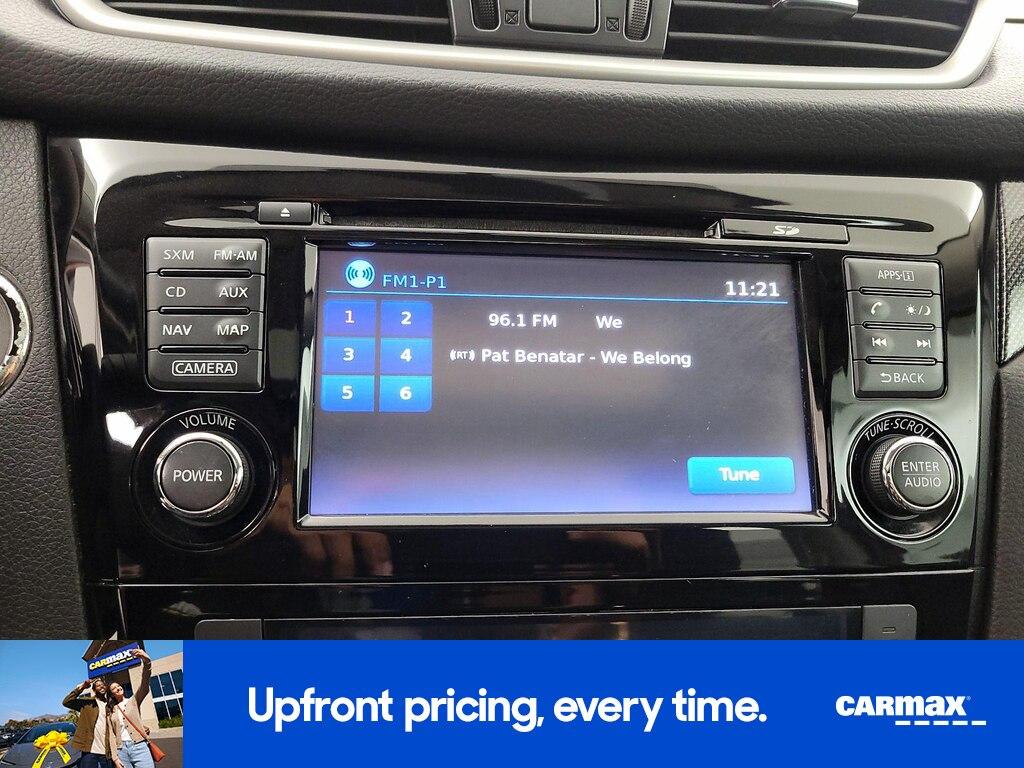 SD
SXM FM·AM
CD AUX
NAV MAP
CAMERA
VOLUME
POWER
FM1-P1
11:21
1 2
3 4
5 6
96.1 FM We
(RT) Pat Benatar - We Belong
Tune
APPS·i
BACK
TUNE·SCROLL
ENTER
AUDIO
CARMAX
Upfront pricing, every time.
CARMAX